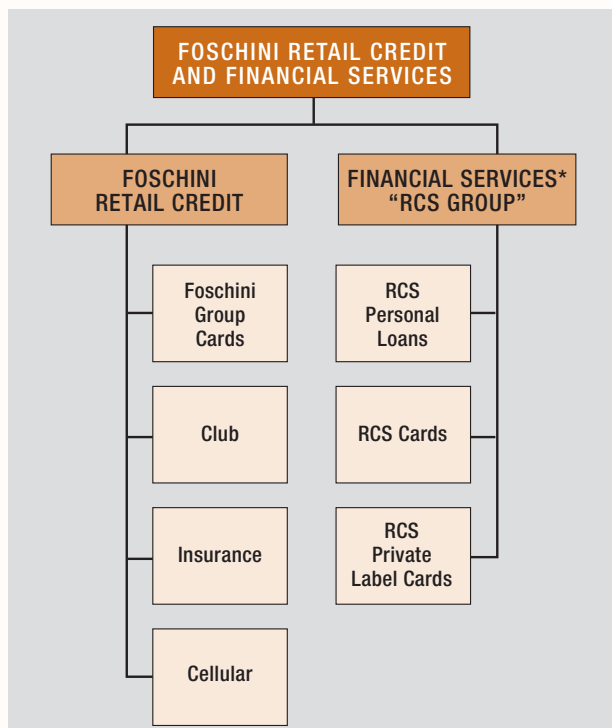 FOSCHINI RETAIL CREDIT
AND FINANCIAL SERVICES
FOSCHINI
RETAIL CREDIT
FINANCIAL SERVICES*
“RCS GROUP”
Foschini
Group
Cards
RCS
Personal
Loans
Club
RCS Cards
Insurance
RCS
Private
Label Cards
Cellular